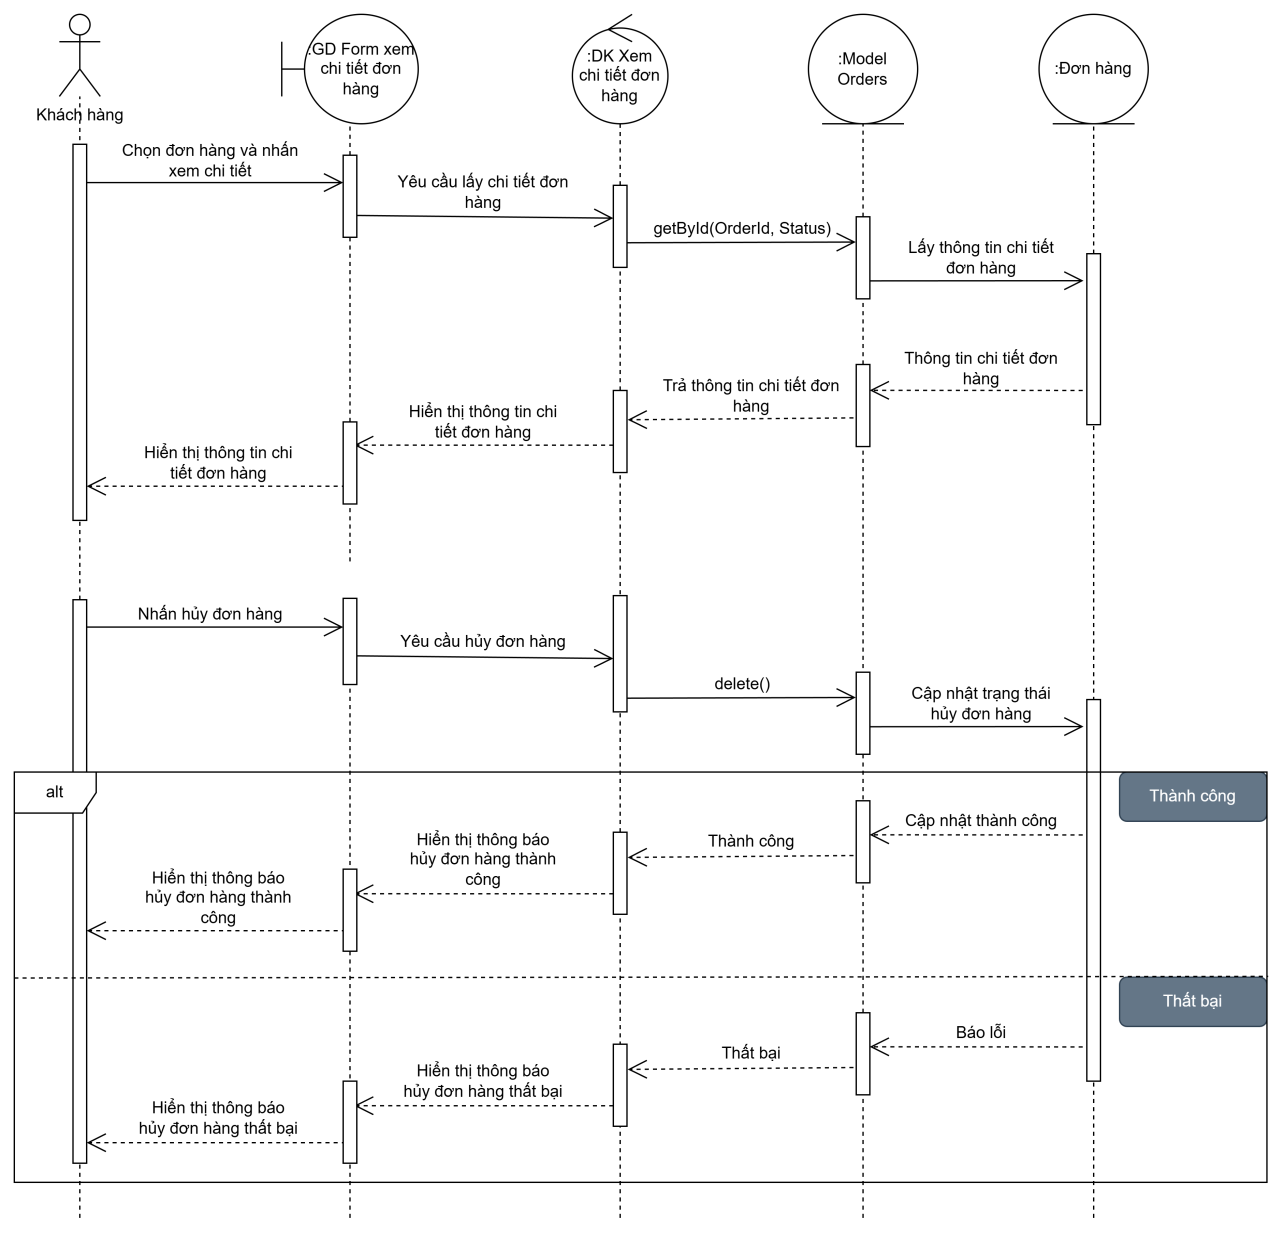 :GD Form xem
chi tiết đơn
hàng
:DK Xem
chi tiết đơn
hàng
:Model
Orders
:Đơn hàng
Khách hàng
Chọn đơn hàng và nhấn
xem chi tiết
Yêu cầu lấy chi tiết đơn
hàng
getById(OrderId, Status)
Lấy thông tin chi tiết
đơn hàng
Thông tin chi tiết đơn
hàng
Trả thông tin chi tiết đơn
hàng
Hiển thị thông tin chi
tiết đơn hàng
Hiển thị thông tin chi
tiết đơn hàng
Nhấn hủy đơn hàng
Yêu cầu hủy đơn hàng
delete()
Cập nhật trạng thái
hủy đơn hàng
alt
Thành công
Cập nhật thành công
Thành công
Hiển thị thông báo
hủy đơn hàng thành
công
Hiển thị thông báo
hủy đơn hàng thành
công
Thất bại
Báo lỗi
Thất bại
Hiển thị thông báo
hủy đơn hàng thất bại
Hiển thị thông báo
hủy đơn hàng thất bại